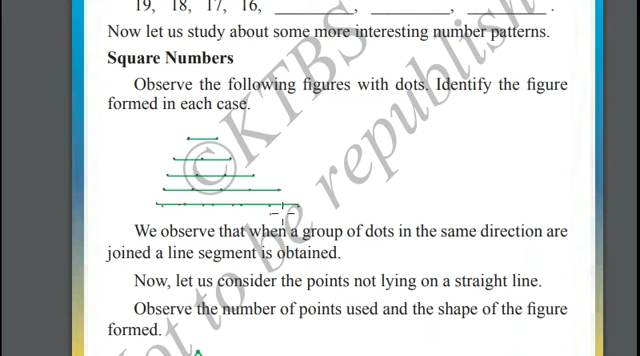 19, 18, 17, 16, ________, ________, ________ .
Now let us study about some more interesting number patterns.
Square Numbers
Observe the following figures with dots. Identify the figure
formed in each case.
We observe that when a group of dots in the same direction are
joined a line segment is obtained.
Now, let us consider the points not lying on a straight line.
Observe the number of points used and the shape of the figure
formed.
©KTBS
Not to be republish